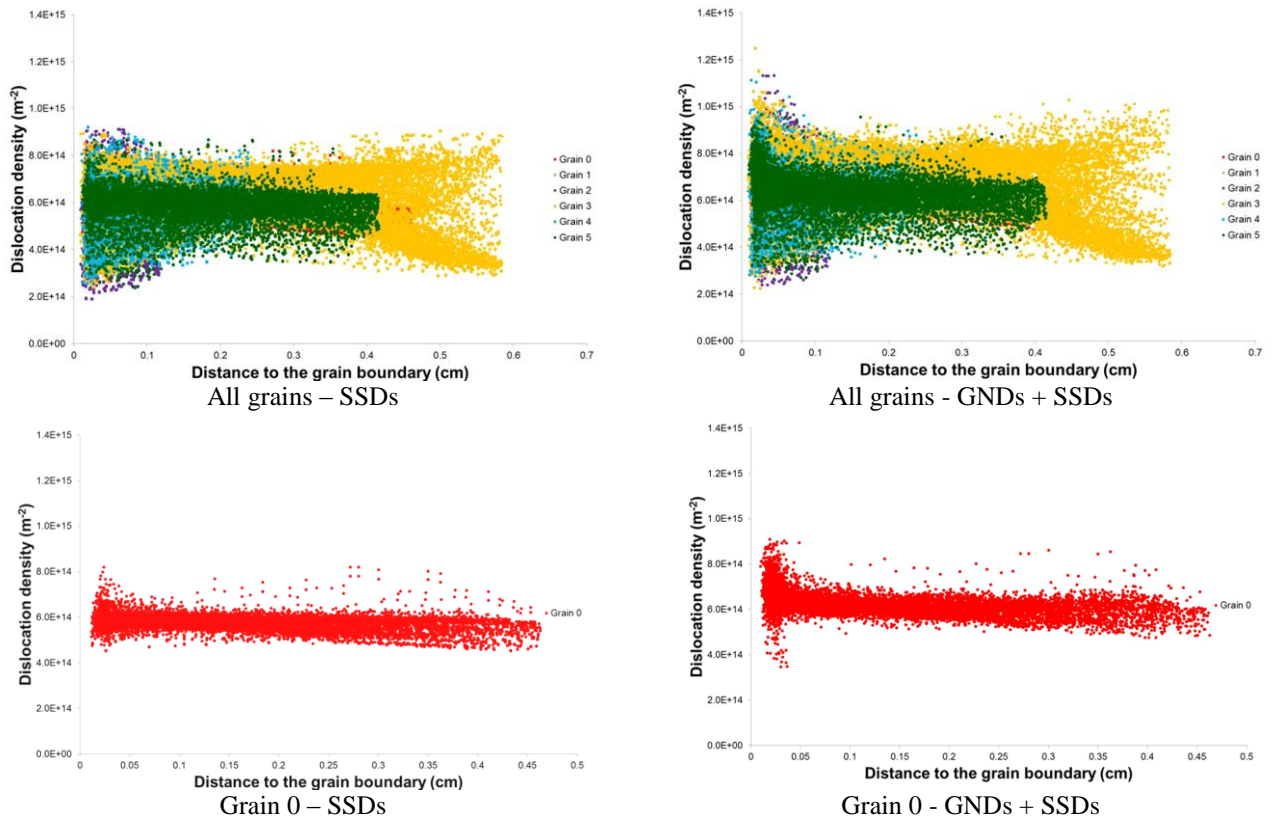 1.4E+15
1.2E+15
1.0E+15
8.0E+14
6.0E+14
4.0E+14
2.0E+14
0.0E+00
Dislocation density (m-2)
0 0.1 0.2 0.3 0.4 0.5 0.6 0.7
Distance to the grain boundary (cm)
Grain 0
Grain 1
Grain 2
Grain 3
Grain 4
Grain 5
All grains – SSDs
1.4E+15
1.2E+15
1.0E+15
8.0E+14
6.0E+14
4.0E+14
2.0E+14
0.0E+00
Dislocation density (m-2)
0 0.1 0.2 0.3 0.4 0.5 0.6 0.7
Distance to the grain boundary (cm)
Grain 0
Grain 1
Grain 2
Grain 3
Grain 4
Grain 5
All grains - GNDs + SSDs
1.4E+15
1.2E+15
1.0E+15
8.0E+14
6.0E+14
4.0E+14
2.0E+14
0.0E+00
Dislocation density (m-2)
0 0.05 0.1 0.15 0.2 0.25 0.3 0.35 0.4 0.45 0.5
Distance to the grain boundary (cm)
Grain 0
Grain 0 – SSDs
1.4E+15
1.2E+15
1.0E+15
8.0E+14
6.0E+14
4.0E+14
2.0E+14
0.0E+00
Dislocation density (m-2)
0 0.05 0.1 0.15 0.2 0.25 0.3 0.35 0.4 0.45 0.5
Distance to the grain boundary (cm)
Grain 0
Grain 0 - GNDs + SSDs